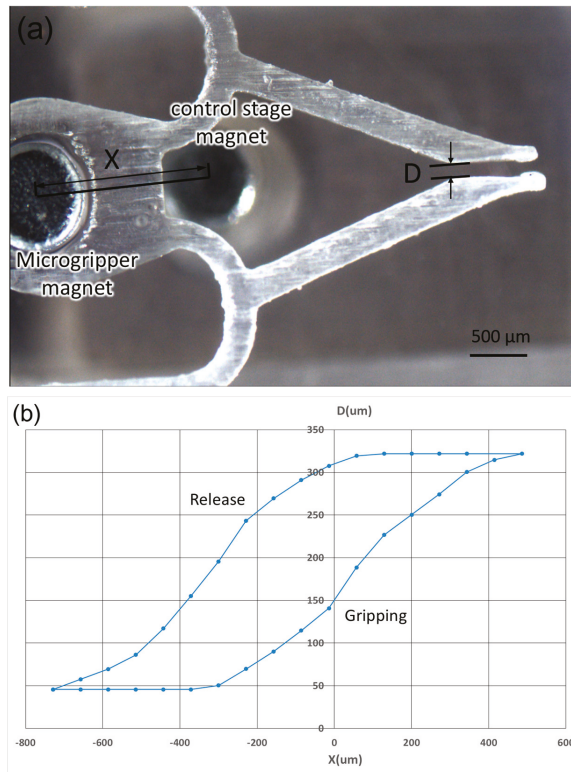 (a)
control stage
magnet
X
D
Microgripper
magnet
500 µm
(b)
D(um)
350
300
Release
250
200
150
Gripping
100
50
0
-800
-600
-400
-200
0
200
400
600
X(um)